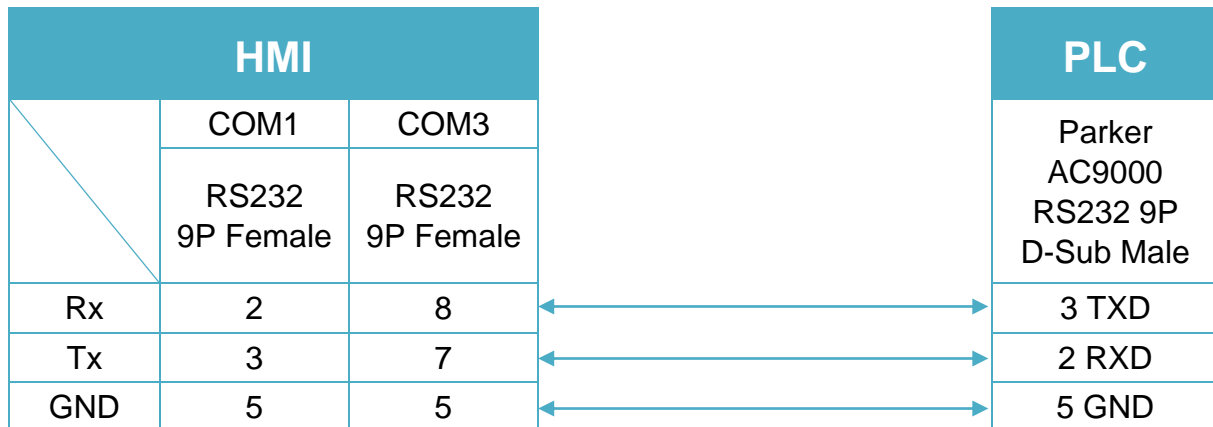 HMI PLC
COM1 COM3
Parker
AC9000
RS232 9P
D-Sub Male
RS232
9P Female
RS232
9P Female
Rx 2 8 3 TXD
Tx 3 7 2 RXD
GND 5 5 5 GND